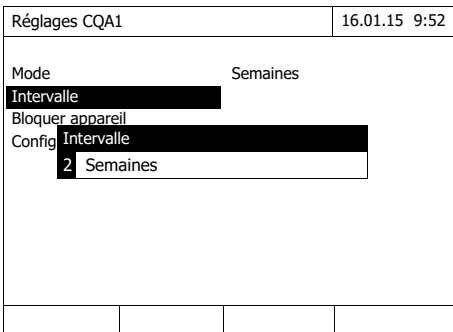 Réglages CQA1 16.01.15 9:52
Mode Semaines
Intervalle
Bloquer appareil
Config
Intervalle
2 Semaines